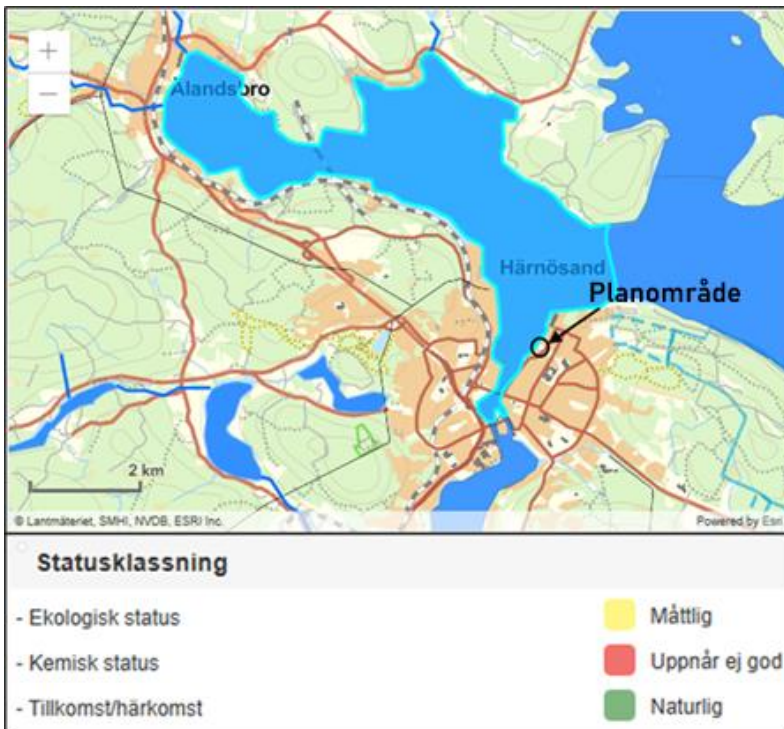 +
−
Älandsbro
Härnösand
Planområde
2 km
© Lantmäteriet, SMHI, NVDB, ESRI Inc.
Powered by Esri
Statusklassning
- Ekologisk status
Måttlig
- Kemisk status
Uppnår ej god
- Tillkomst/härkomst
Naturlig